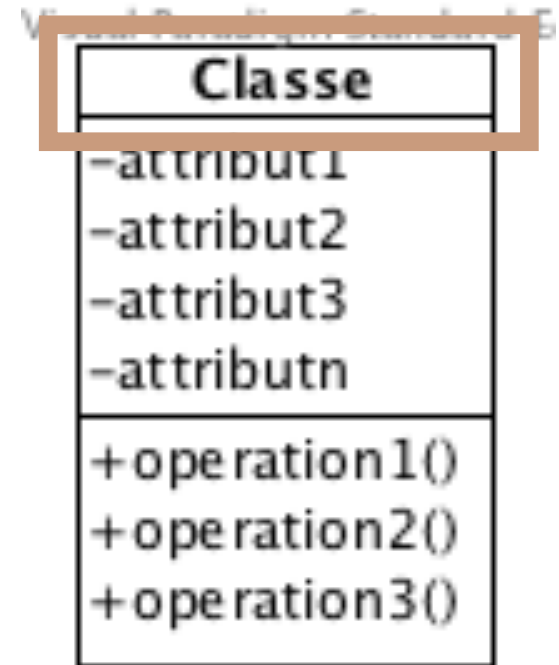 Classe
-attribut1
-attribut2
-attribut3
-attributn
+operation1()
+operation2()
+operation3()